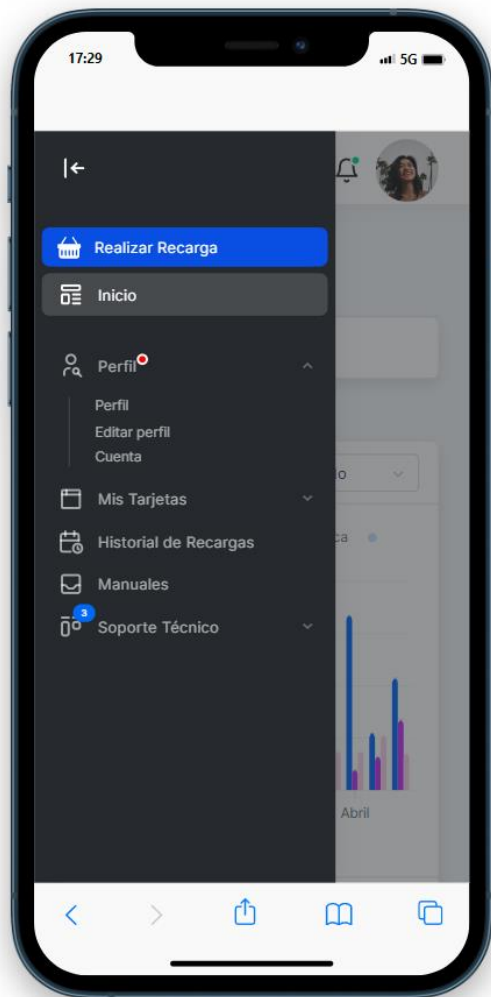 17:29
5G
Realizar Recarga
Inicio
Perfil
Perfil
Editar perfil
Cuenta
Mis Tarjetas
Historial de Recargas
Manuales
3
Soporte Técnico
Abril